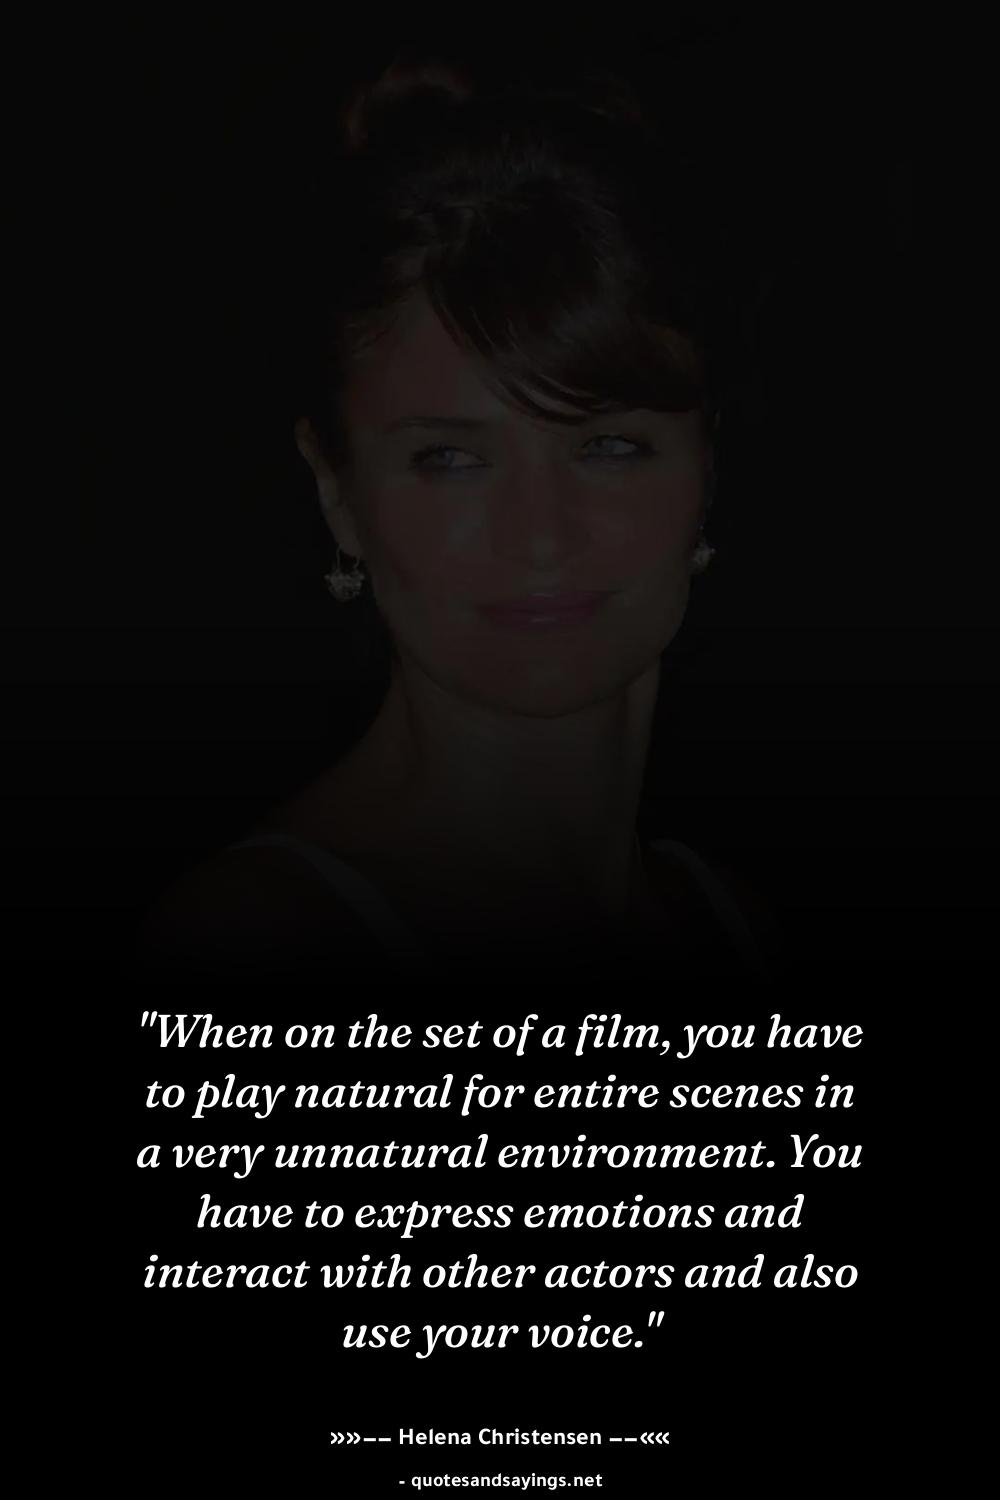 "When on the set of a film, you have
to play natural for entire scenes in
a very unnatural environment. You
have to express emotions and
interact with other actors and also
use your voice."
»»–– Helena Christensen ––««
- quotesandsayings.net